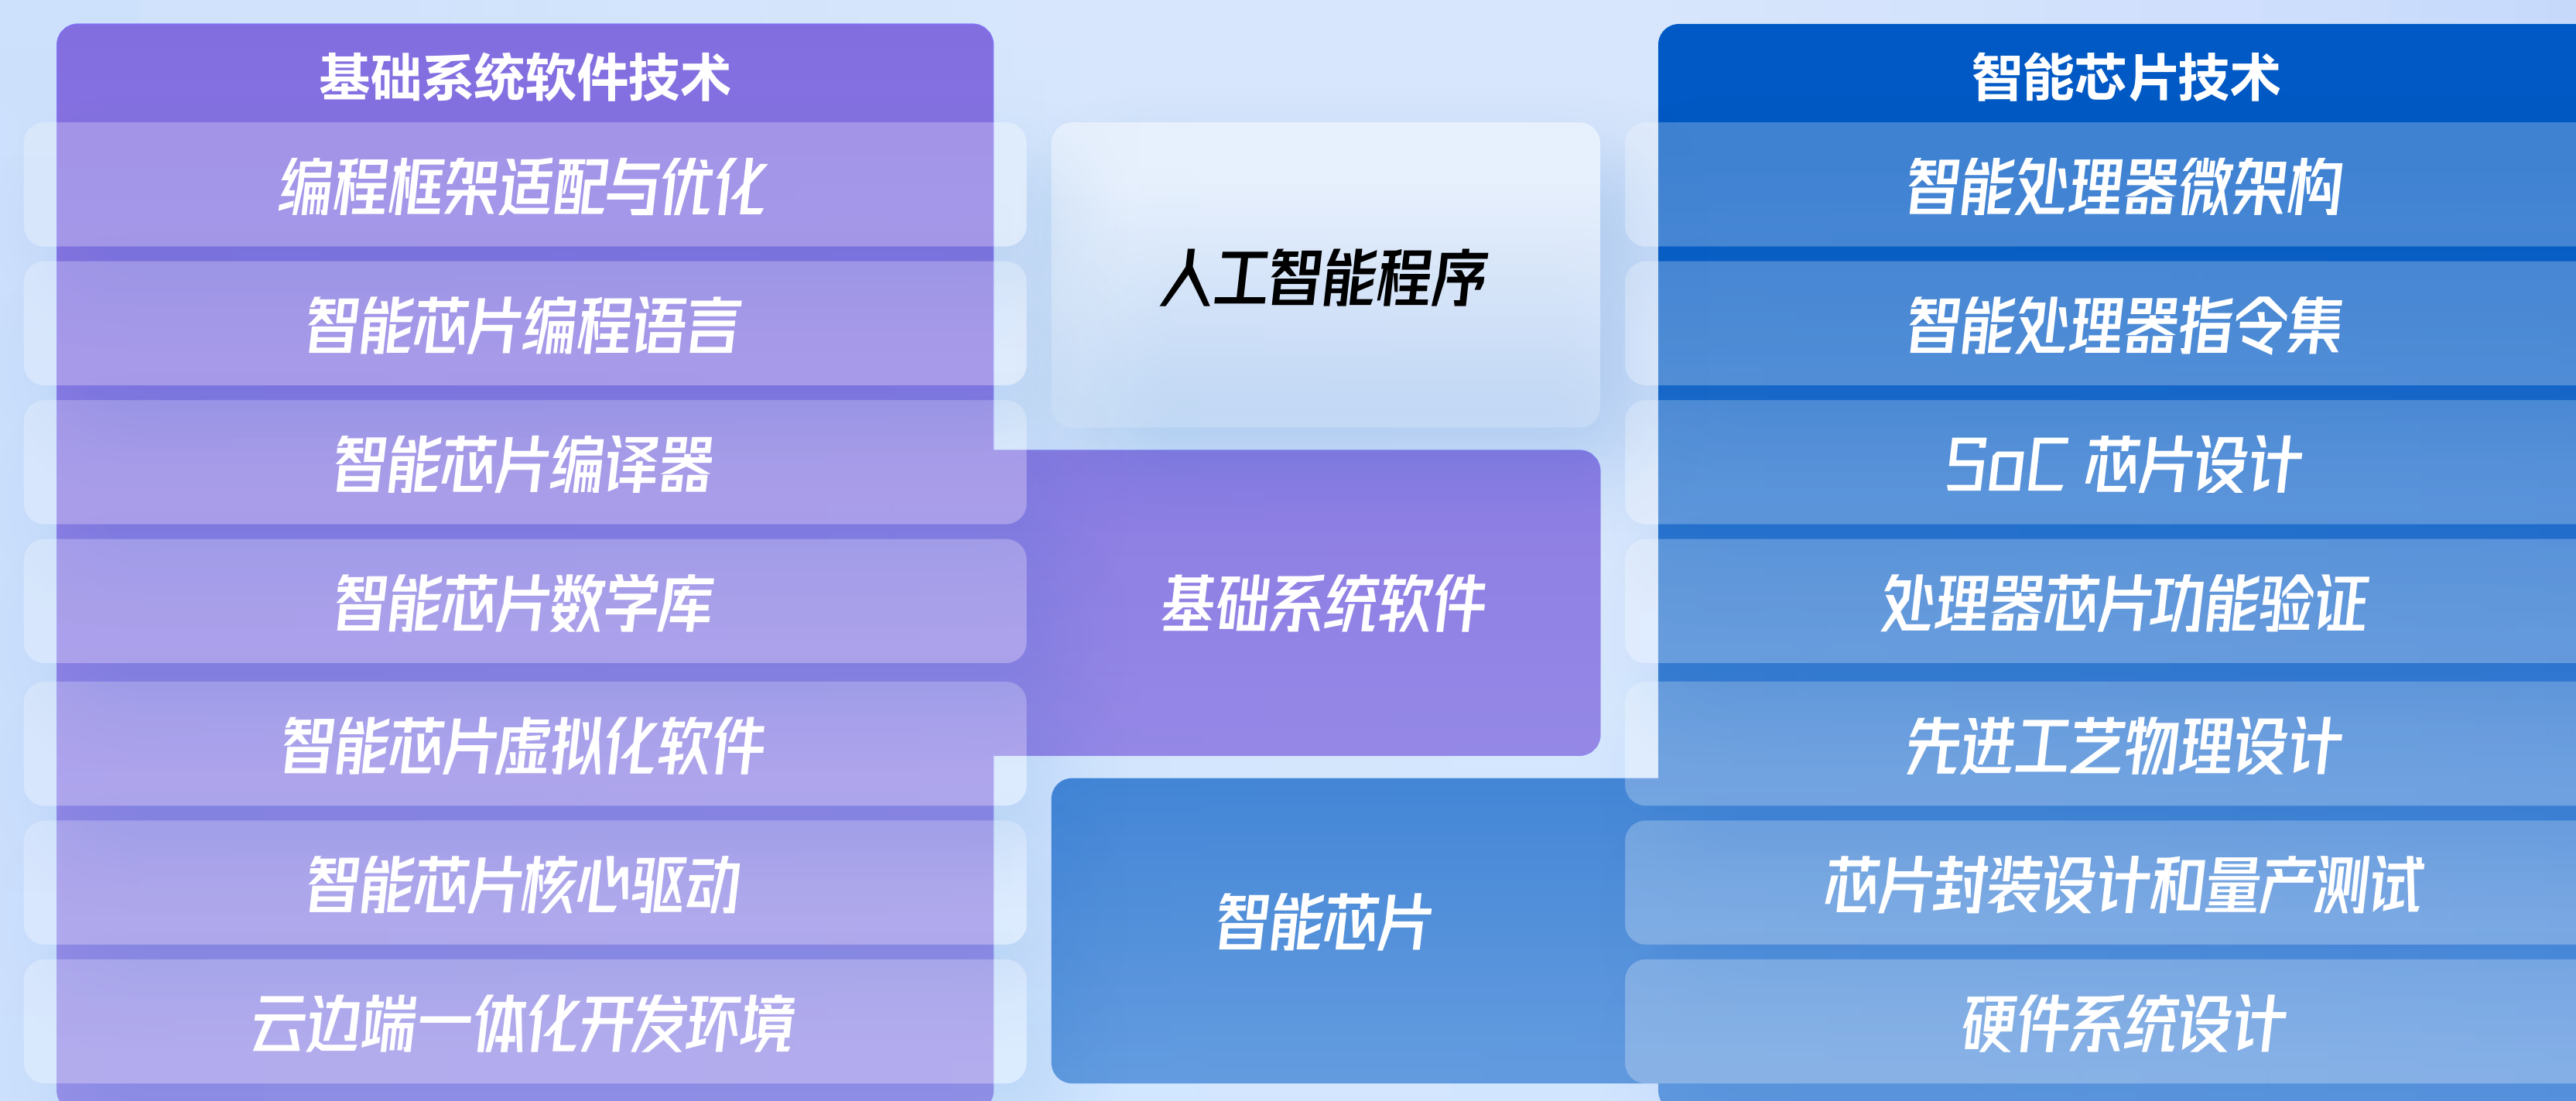 基础系统软件技术
编程框架适配与优化
智能芯片编程语言
智能芯片编译器
智能芯片数学库
智能芯片虚拟化软件
智能芯片核心驱动
云边端一体化开发环境
人工智能程序
基础系统软件
智能芯片
智能芯片技术
智能处理器微架构
智能处理器指令集
SoC 芯片设计
处理器芯片功能验证
先进工艺物理设计
芯片封装设计和量产测试
硬件系统设计